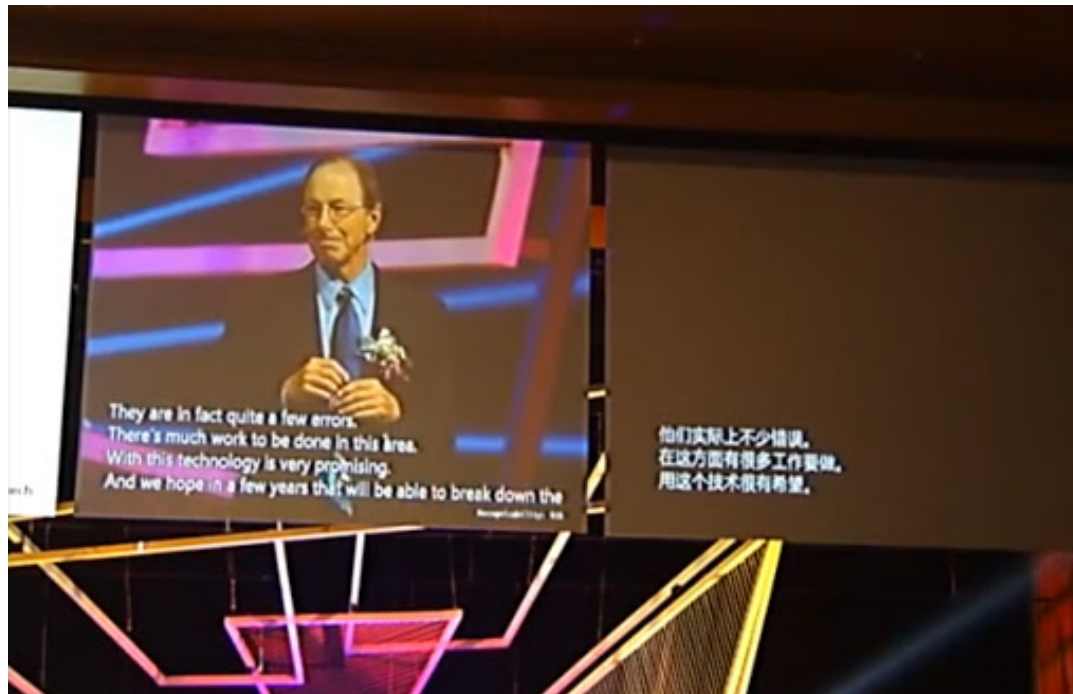 They are in fact quite a few errors.
There's much work to be done in this area.
With this technology is very promising.
And we hope in a few years that will be able to break down the
Recognizability:
他们实际上不少错误。
在这方面有很多工作要做。
用这个技术很有希望。